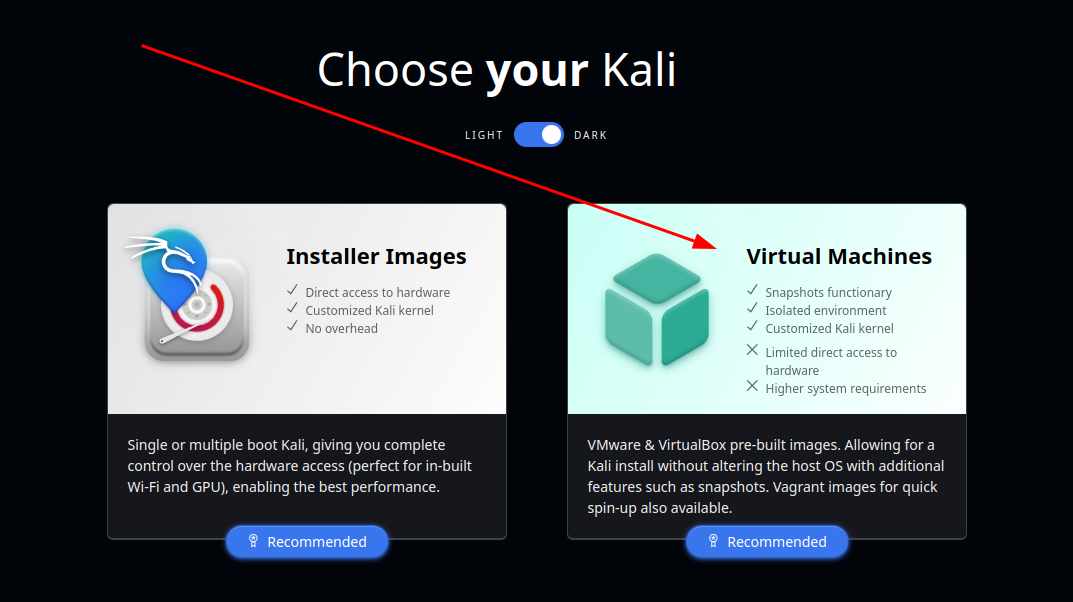 Choose your Kali
LIGHT DARK
Installer Images
Direct access to hardware
Customized Kali kernel
No overhead
Single or multiple boot Kali, giving you complete
control over the hardware access (perfect for in-built
Wi-Fi and GPU), enabling the best performance.
Recommended
Virtual Machines
Snapshots functionary
Isolated environment
Customized Kali kernel
Limited direct access to
hardware
Higher system requirements
VMware & VirtualBox pre-built images. Allowing for a
Kali install without altering the host OS with additional
features such as snapshots. Vagrant images for quick
spin-up also available.
Recommended